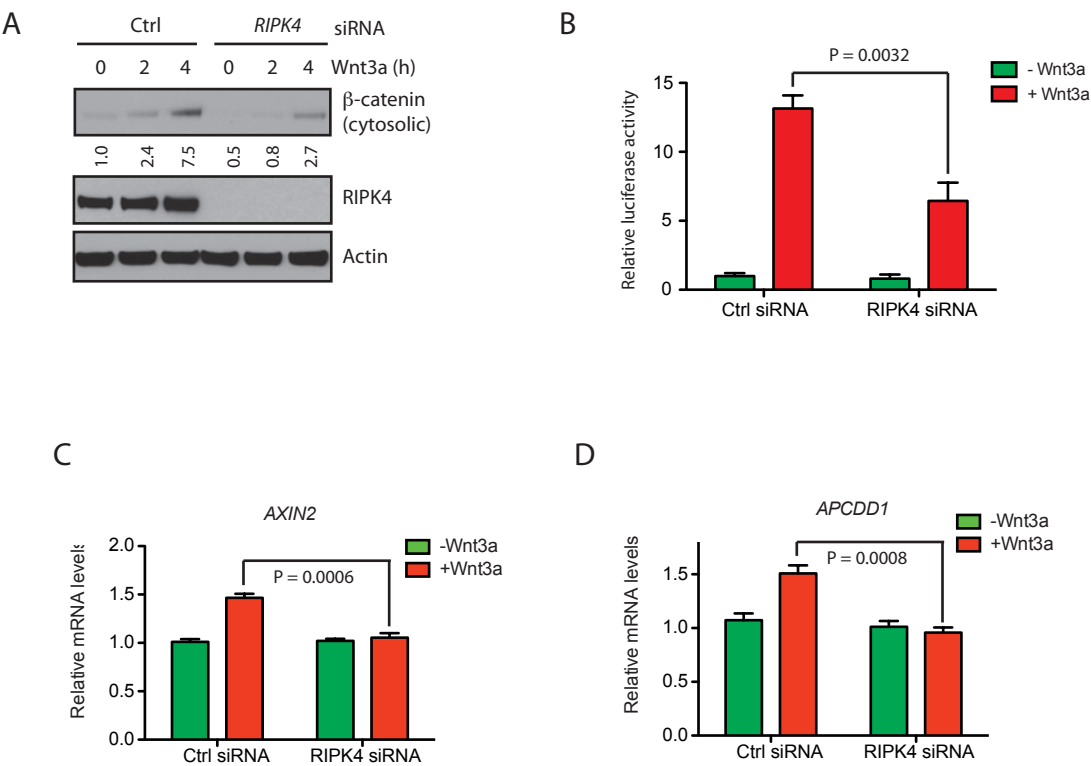 A
Ctrl RIPK4 siRNA
0 2 4 0 2 4 Wnt3a (h)
β-catenin
(cytosolic)
1.0 2.4 7.5 0.5 0.8 2.7
RIPK4
Actin
B
P = 0.0032
- Wnt3a
+ Wnt3a
Relative luciferase activity
15
10
5
0
Ctrl siRNA RIPK4 siRNA
C
AXIN2
-Wnt3a
+Wnt3a
P = 0.0006
Relative mRNA levels
2.0
1.5
1.0
0.5
0.0
Ctrl siRNA RIPK4 siRNA
D
APCDD1
-Wnt3a
+Wnt3a
P = 0.0008
Relative mRNA levels
1.5
1.0
0.5
0.0
Ctrl siRNA RIPK4 siRNA